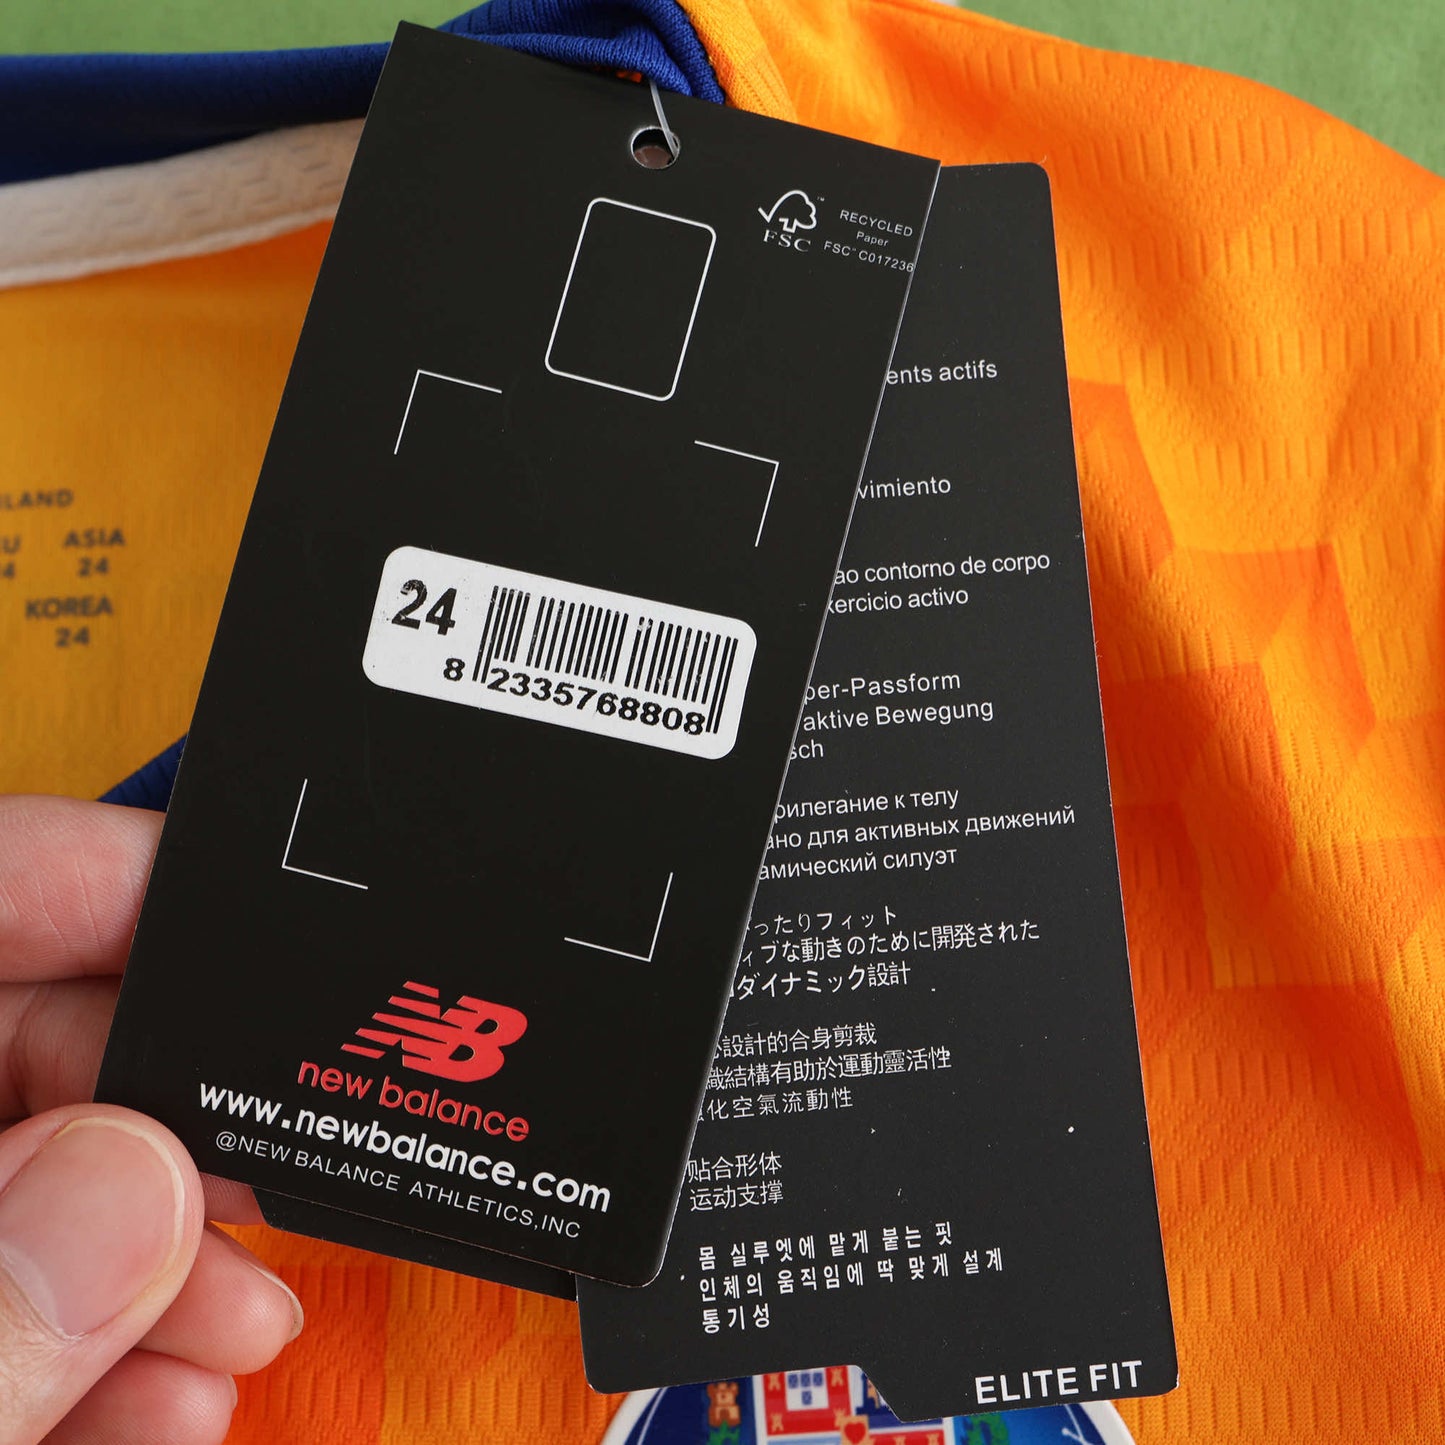 RECYCLED
Paper
FSC
FSC® C017236
24
8 2335768808
new balance
www.newbalance.com
@NEW BALANCE ATHLETICS,INC
ASIA
24
KOREA
24
ents actifs
vimiento
ao contorno de corpo
xercicio activo
per-Passform
aktive Bewegung
sch
рилегание к телу
ано для активных движений
амический силуэт
ったりフィット
ィブな動きのために開発された
ダイナミック設計
設計的合身剪裁
織結構有助於運動靈活性
化空氣流動性
贴合形体
运动支撑
몸 실루엣에 맡게 붙는 핏
인체의 움직임에 딱 맞게 설계
통기성
ELITE FIT